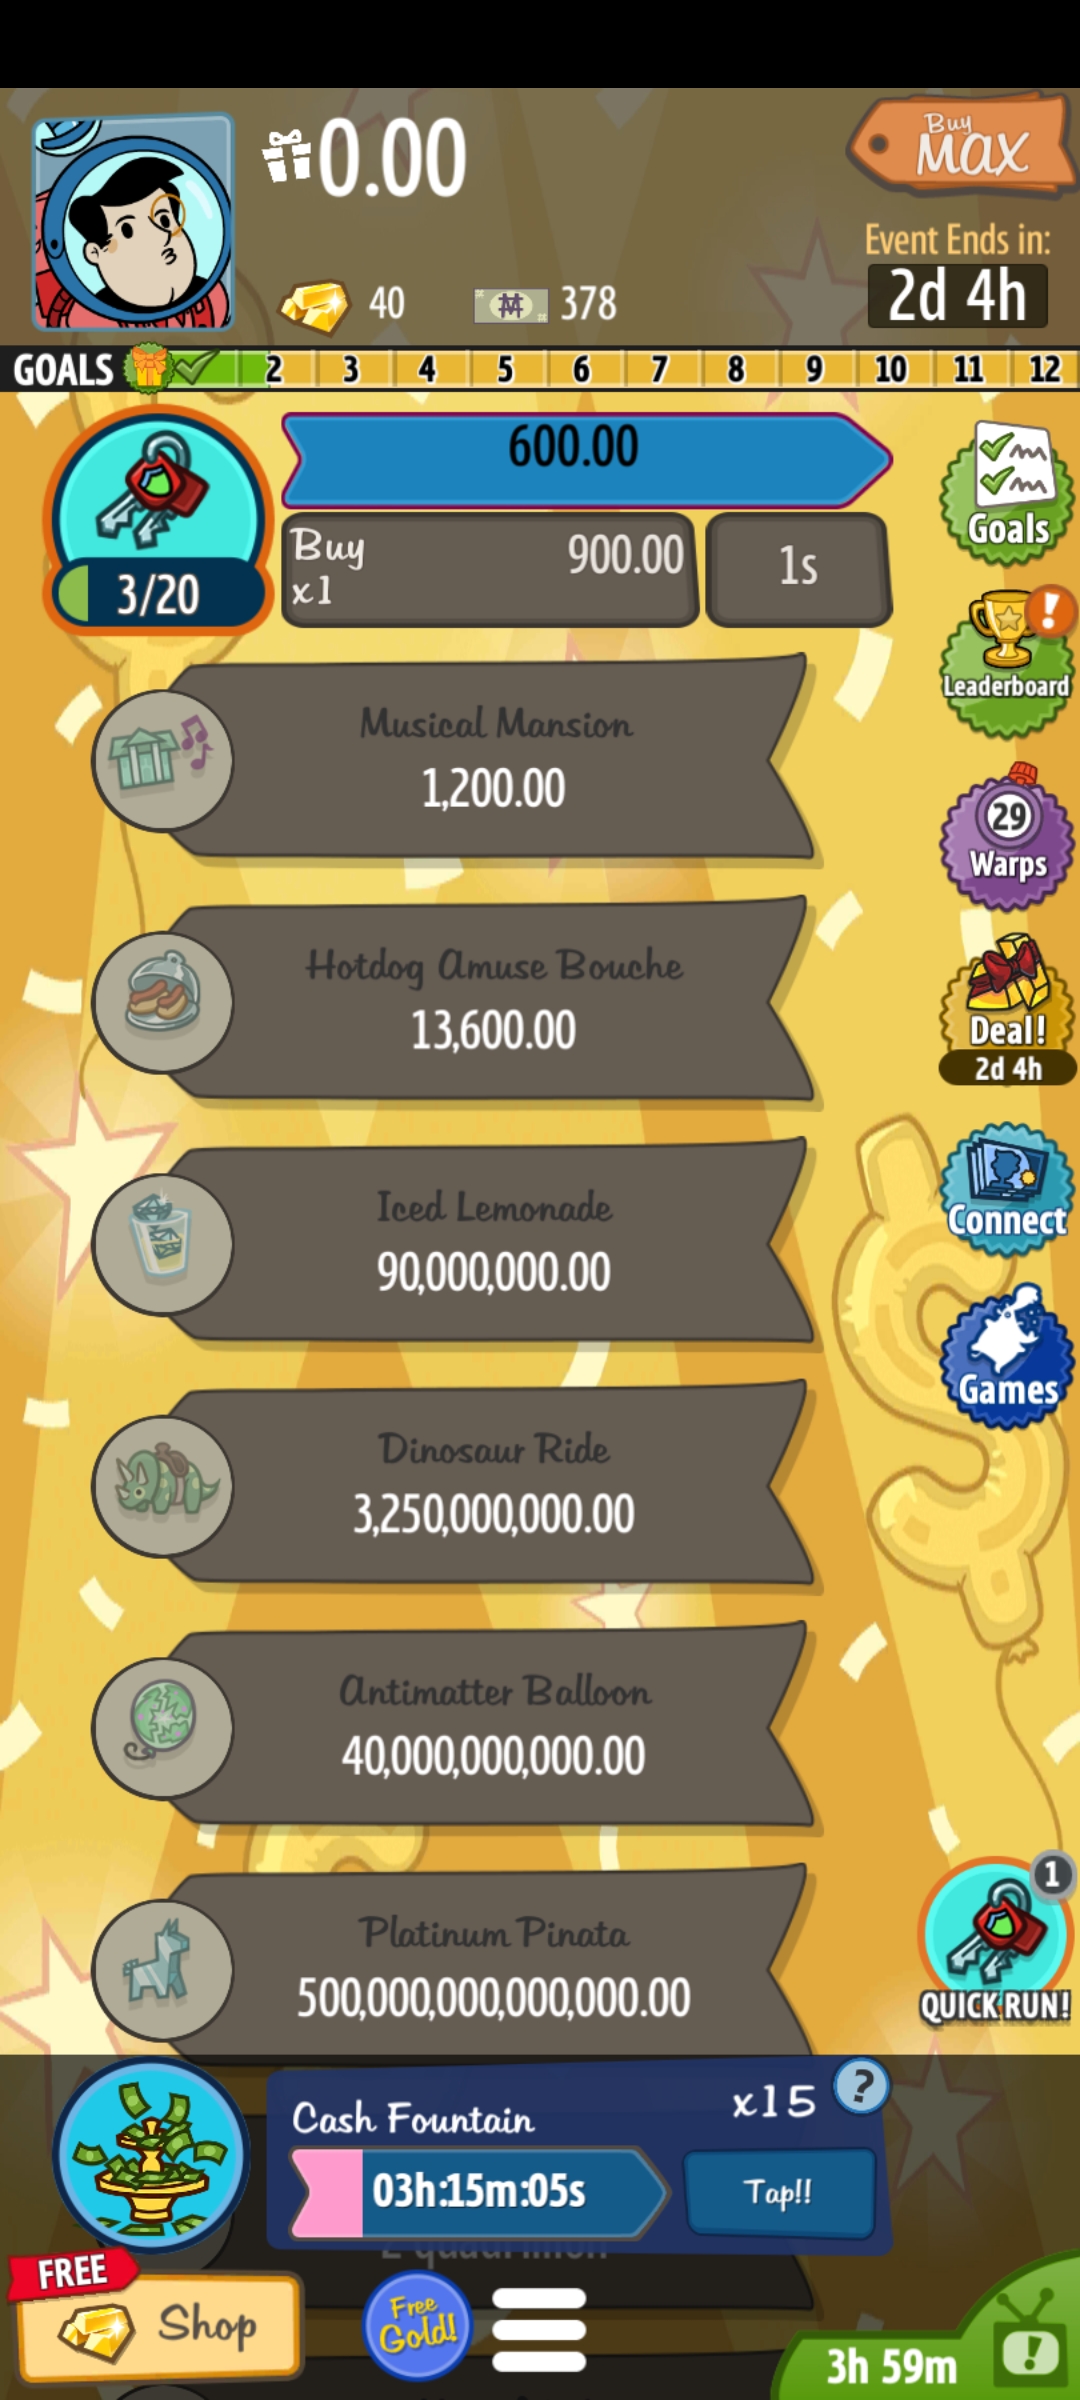 0.00
Buy
MAX
Event Ends in:
2d 4h
40
378
GOALS 2 3 4 5 6 7 8 9 10 11 12
600.00
Buy
x1
900.00
1s
3/20
Goals
Leaderboard
Musical Mansion
1,200.00
29
Warps
Hotdog Amuse Bouche
13,600.00
Deal!
2d 4h
Iced Lemonade
90,000,000.00
Connect
Games
Dinosaur Ride
3,250,000,000.00
Antimatter Balloon
40,000,000,000.00
Platinum Pinata
500,000,000,000,000.00
1
QUICK RUN!
Cash Fountain
x15
?
03h:15m:05s
Tap!!
2 quadrillion
FREE
Shop
Free
Gold!
3h 59m